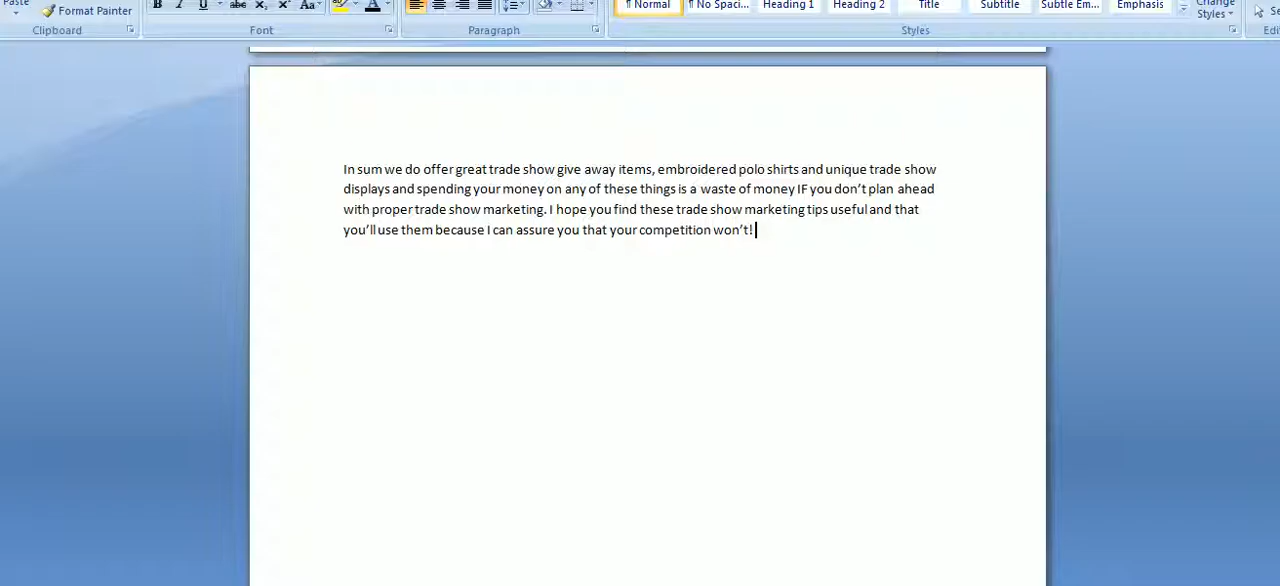 Paste Format Painter B I U abc X X Aa A ¶ Normal ¶ No Spaci... Heading 1 Heading 2 Title Subtitle Subtle Em... Emphasis Change
Styles
Clipboard Font Paragraph Styles
In sum we do offer great trade show give away items, embroidered polo shirts and unique trade show
displays and spending your money on any of these things is a waste of money IF you don't plan ahead
with proper trade show marketing. I hope you find these trade show marketing tips useful and that
you'll use them because I can assure you that your competition won't!